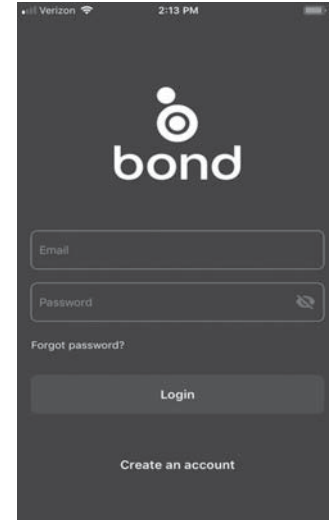 Verizon 2:13 PM
bond
Email
Password
Forgot password?
Login
Create an account